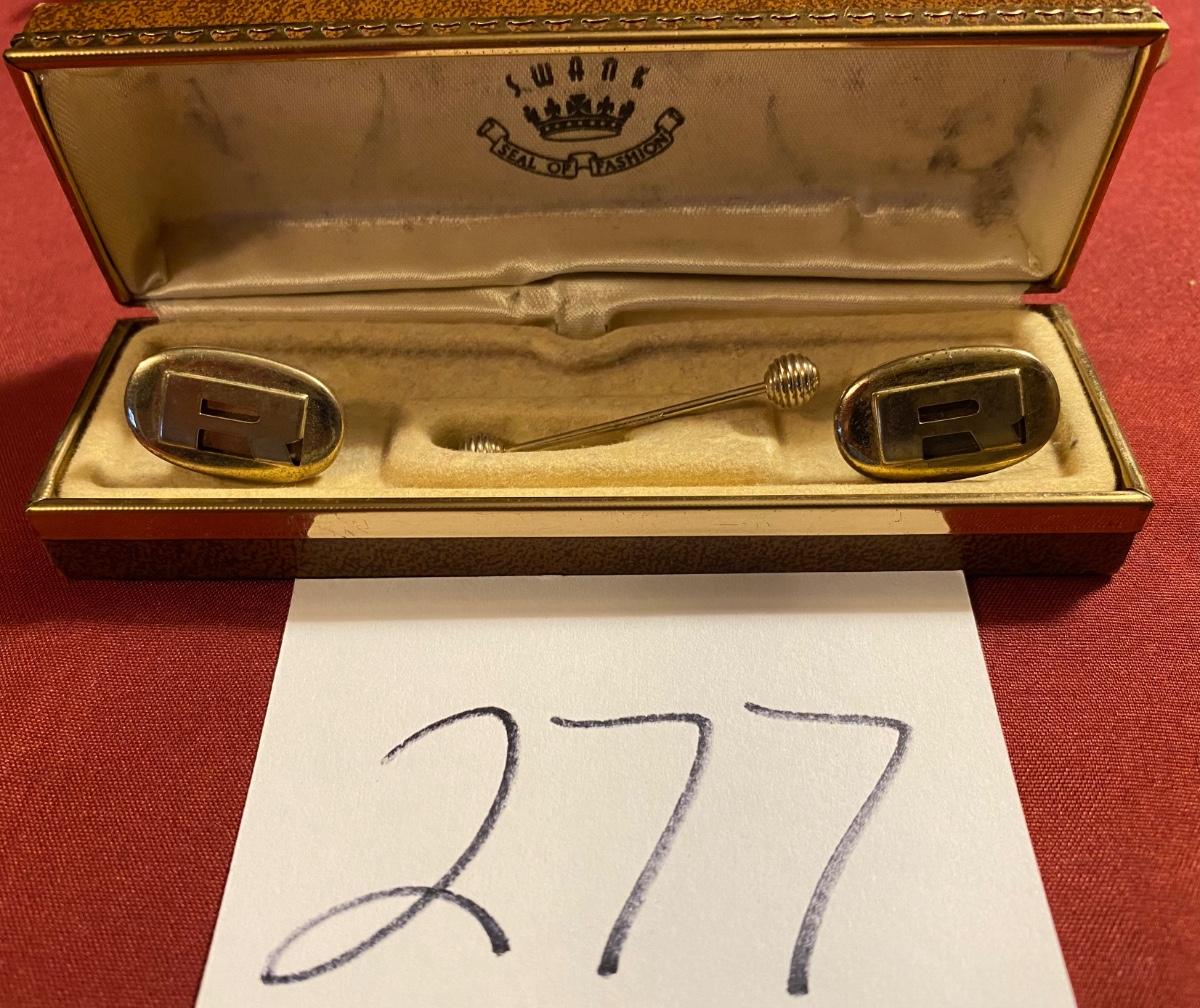 SWANK
SEAL OF FASHION
R R
277